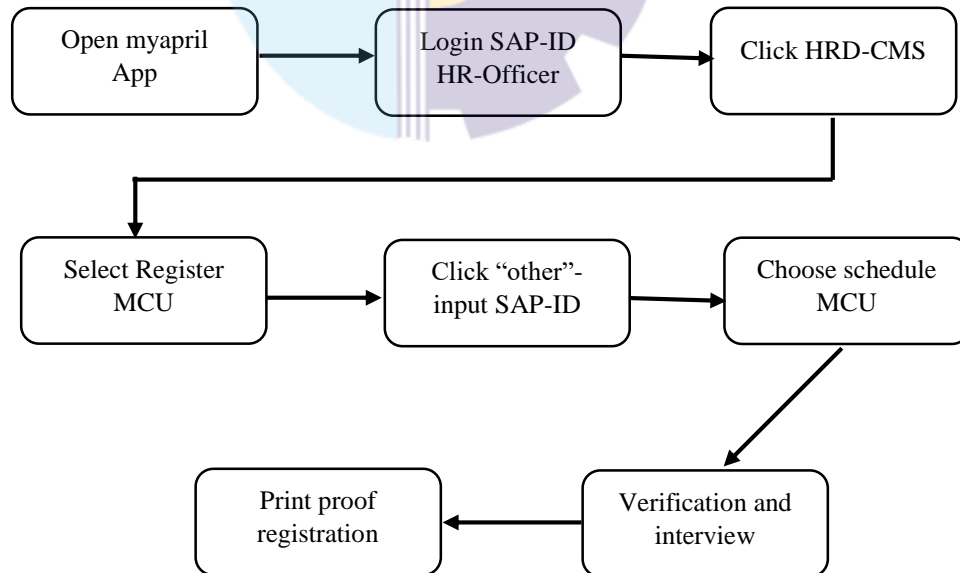 Open myapril
App
Login SAP-ID
HR-Officer
Click HRD-CMS
Select Register
MCU
Click “other”-
input SAP-ID
Choose schedule
MCU
Print proof
registration
Verification and
interview